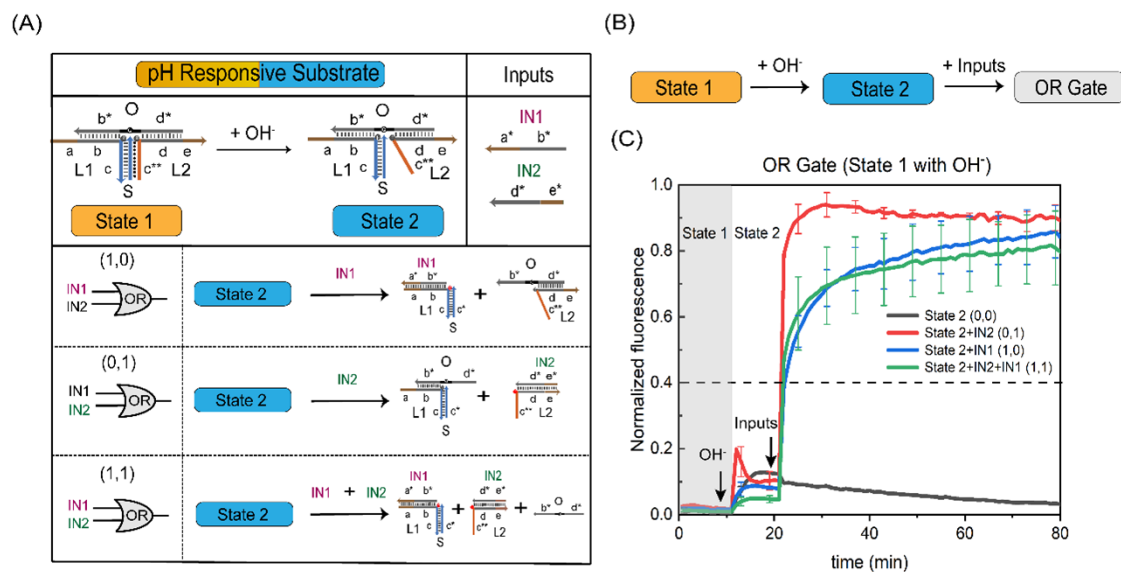 (A)
pH Responsive Substrate
Inputs
O
b* d*
a b c c** d e
L1 L2
S
State 1
+ OH-
O
b* d*
a b c c** d e
L1 L2
S
State 2
IN1
a* b*
IN2
d* e*
(1,0)
IN1
IN2
OR
State 2
IN1
IN1
a* b*
a b c c*
L1
S
+
O
b* d*
d e
c** L2
(0,1)
IN1
IN2
OR
State 2
IN2
O
b* d*
a b
L1 c c*
S
+
IN2
d* e*
d e
c** L2
(1,1)
IN1
IN2
OR
State 2
IN1 + IN2
IN1
a* b*
a b c c*
L1
S
+
IN2
d* e*
d e
c** L2
+
O
b* d*
(B)
State 1
+ OH-
State 2
+ Inputs
OR Gate
(C)
OR Gate (State 1 with OH-)
Normalized fluorescence
1.0
0.8
0.6
0.4
0.2
0.0
State 1
State 2
OH-
Inputs
State 2 (0,0)
State 2+IN2 (0,1)
State 2+IN1 (1,0)
State 2+IN2+IN1 (1,1)
0 20 40 60 80
time (min)